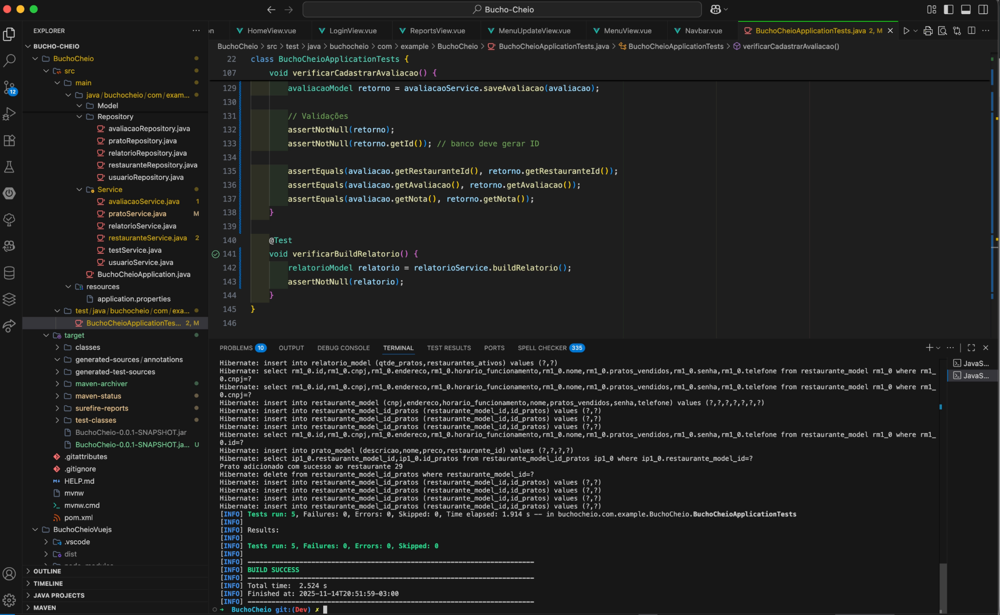 Bucho-Cheio
EXPLORER
BUCHO-CHEIO
BuchoCheio
src
main
java/buchocheio/com/exam...
Model
Repository
avaliacaoRepository.java
pratoRepository.java
relatorioRepository.java
restauranteRepository.java
usuarioRepository.java
Service
avaliacaoService.java 1
pratoService.java M
relatorioService.java
restauranteService.java 2
testService.java
usuarioService.java
BuchoCheioApplication.java
resources
application.properties
test/java/buchocheio/com/exa...
BuchoCheioApplicationTes... 2, M
target
classes
generated-sources/annotations
generated-test-sources
maven-archiver
maven-status
surefire-reports
test-classes
BuchoCheio-0.0.1-SNAPSHOT.jar
BuchoCheio-0.0.1-SNAPSHOT.ja... U
.gitattributes
.gitignore
HELP.md
mvnw
mvnw.cmd
pom.xml
BuchoCheioVuejs
.vscode
dist
OUTLINE
TIMELINE
JAVA PROJECTS
MAVEN
12
on HomeView.vue LoginView.vue ReportsView.vue MenuUpdateView.vue MenuView.vue Navbar.vue BuchoCheioApplicationTests.java 2, M
BuchoCheio > src > test > java > buchocheio > com > example > BuchoCheio > BuchoCheioApplicationTests.java > BuchoCheioApplicationTests > verificarCadastrarAvaliacao()
22 class BuchoCheioApplicationTests {
107 void verificarCadastrarAvaliacao() {
129 avaliacaoModel retorno = avaliacaoService.saveAvaliacao(avaliacao);
130
131 // Validações
132 assertNotNull(retorno);
133 assertNotNull(retorno.getId()); // banco deve gerar ID
134
135 assertEquals(avaliacao.getRestauranteId(), retorno.getRestauranteId());
136 assertEquals(avaliacao.getAvaliacao(), retorno.getAvaliacao());
137 assertEquals(avaliacao.getNota(), retorno.getNota());
138 }
139
140 @Test
141 void verificarBuildRelatorio() {
142 relatorioModel relatorio = relatorioService.buildRelatorio();
143 assertNotNull(relatorio);
144 }
145 }
146
PROBLEMS 10 OUTPUT DEBUG CONSOLE TERMINAL TEST RESULTS PORTS SPELL CHECKER 335
JavaS...
JavaS...
Hibernate: insert into relatorio_model (qtde_pratos,restaurantes_ativos) values (?,?)
Hibernate: select rm1_0.id,rm1_0.cnpj,rm1_0.endereco,rm1_0.horario_funcionamento,rm1_0.nome,rm1_0.pratos_vendidos,rm1_0.senha,rm1_0.telefone from restaurante_model rm1_0 where rm1_
0.cnpj=?
Hibernate: select rm1_0.id,rm1_0.cnpj,rm1_0.endereco,rm1_0.horario_funcionamento,rm1_0.nome,rm1_0.pratos_vendidos,rm1_0.senha,rm1_0.telefone from restaurante_model rm1_0 where rm1_
0.cnpj=?
Hibernate: insert into restaurante_model (cnpj,endereco,horario_funcionamento,nome,pratos_vendidos,senha,telefone) values (?,?,?,?,?,?,?)
Hibernate: insert into restaurante_model_id_pratos (restaurante_model_id,id_pratos) values (?,?)
Hibernate: insert into restaurante_model_id_pratos (restaurante_model_id,id_pratos) values (?,?)
Hibernate: insert into restaurante_model_id_pratos (restaurante_model_id,id_pratos) values (?,?)
Hibernate: select rm1_0.id,rm1_0.cnpj,rm1_0.endereco,rm1_0.horario_funcionamento,rm1_0.nome,rm1_0.pratos_vendidos,rm1_0.senha,rm1_0.telefone from restaurante_model rm1_0 where rm1_
0.id=?
Hibernate: insert into prato_model (descricao,nome,preco,restaurante_id) values (?,?,?,?)
Hibernate: select ip1_0.restaurante_model_id,ip1_0.id_pratos from restaurante_model_id_pratos ip1_0 where ip1_0.restaurante_model_id=?
Prato adicionado com sucesso ao restaurante 29
Hibernate: delete from restaurante_model_id_pratos where restaurante_model_id=?
Hibernate: insert into restaurante_model_id_pratos (restaurante_model_id,id_pratos) values (?,?)
Hibernate: insert into restaurante_model_id_pratos (restaurante_model_id,id_pratos) values (?,?)
Hibernate: insert into restaurante_model_id_pratos (restaurante_model_id,id_pratos) values (?,?)
Hibernate: insert into restaurante_model_id_pratos (restaurante_model_id,id_pratos) values (?,?)
[INFO] Tests run: 5, Failures: 0, Errors: 0, Skipped: 0, Time elapsed: 1.914 s -- in buchocheio.com.example.BuchoCheio.BuchoCheioApplicationTests
[INFO]
[INFO] Results:
[INFO]
[INFO] Tests run: 5, Failures: 0, Errors: 0, Skipped: 0
[INFO]
[INFO] ------------------------------------------------------------------------
[INFO] BUILD SUCCESS
[INFO] ------------------------------------------------------------------------
[INFO] Total time:  2.524 s
[INFO] Finished at: 2025-11-14T20:51:59-03:00
[INFO] ------------------------------------------------------------------------
➜ BuchoCheio git:(Dev) ✗